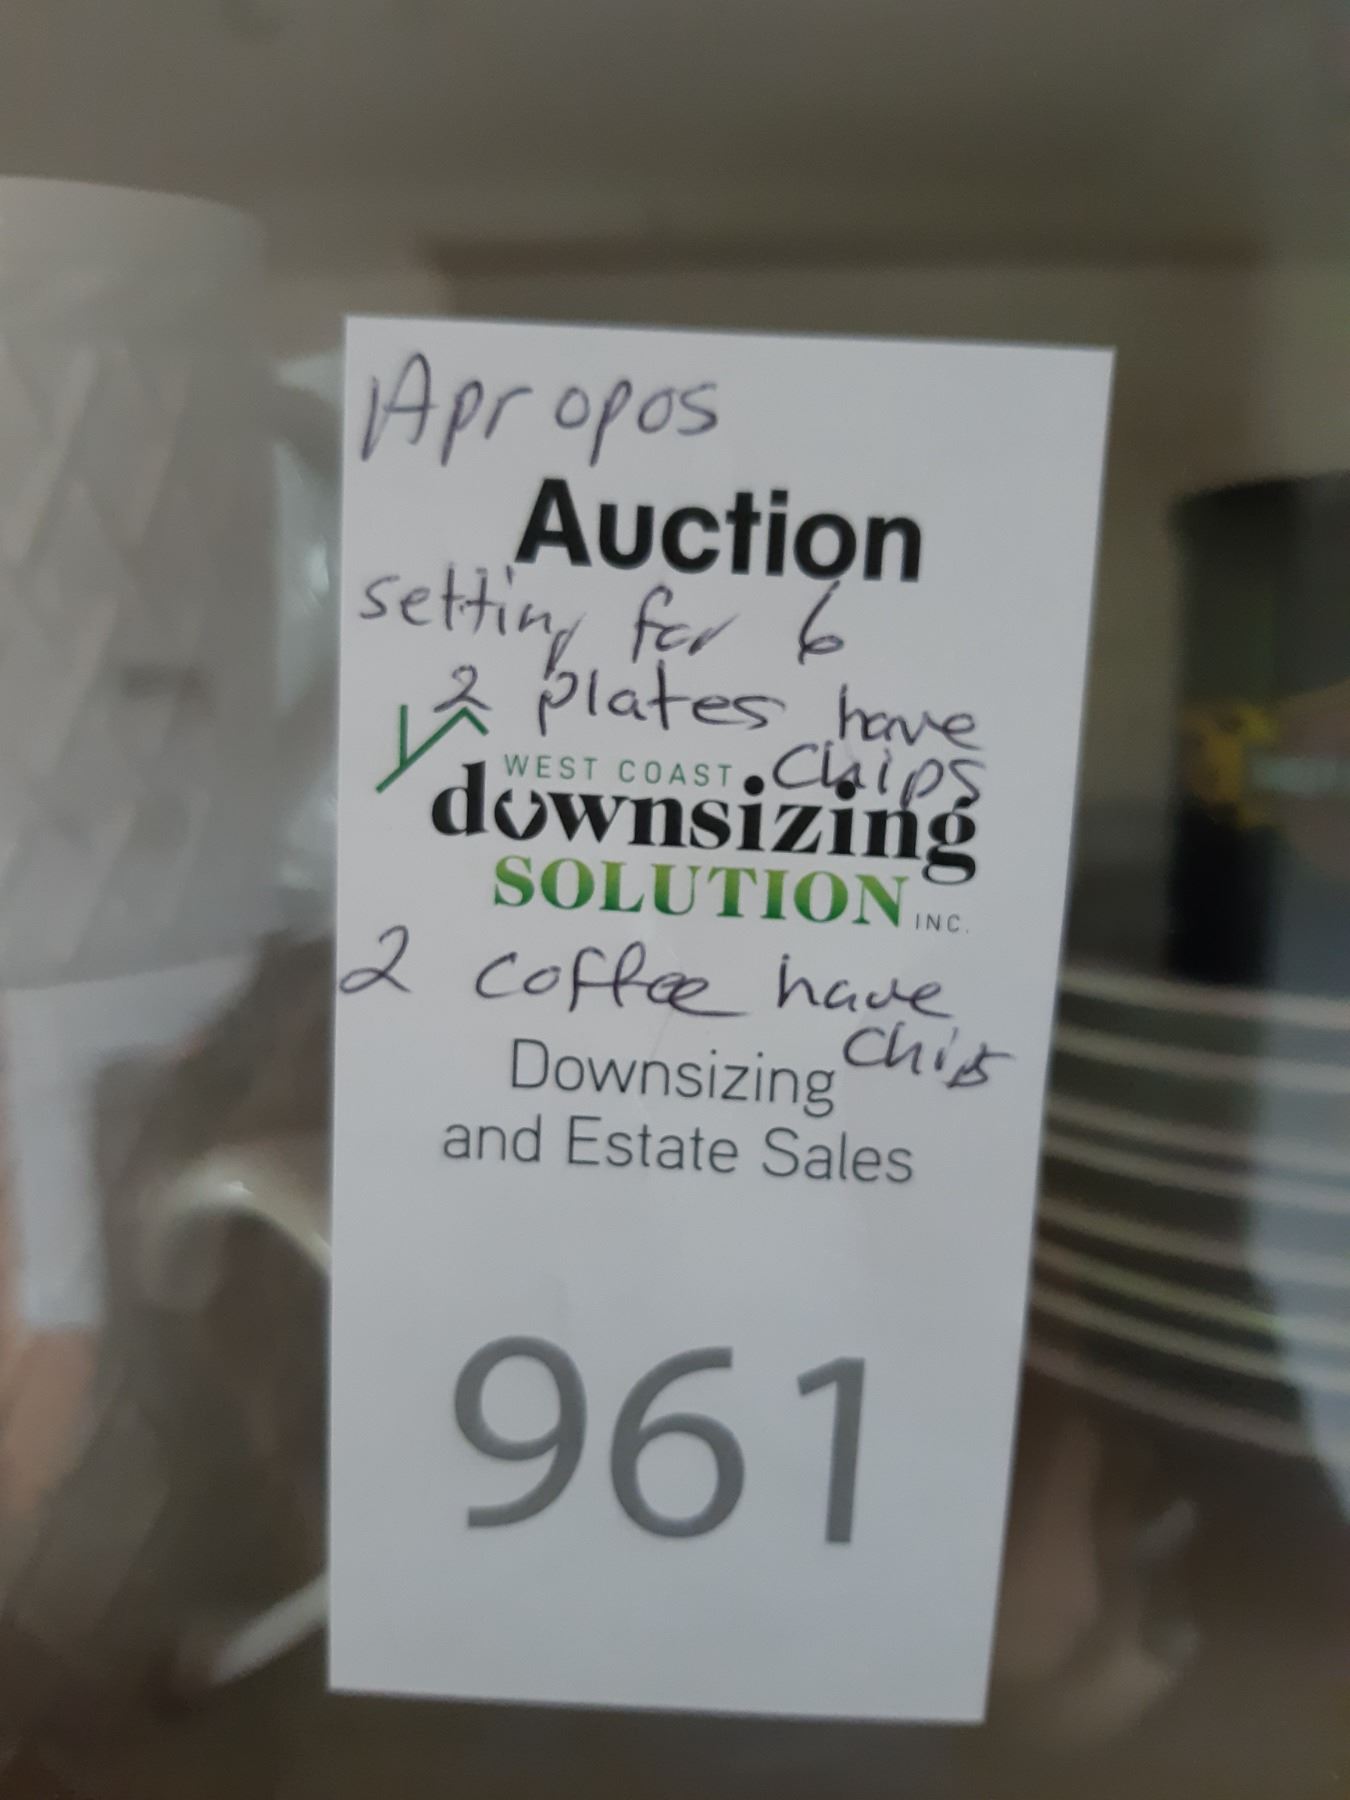 Apropos
Auction
setting for 6
2 plates have
chips
WEST COAST
downsizing
SOLUTION INC.
2 coffee have
chips
Downsizing
and Estate Sales
961